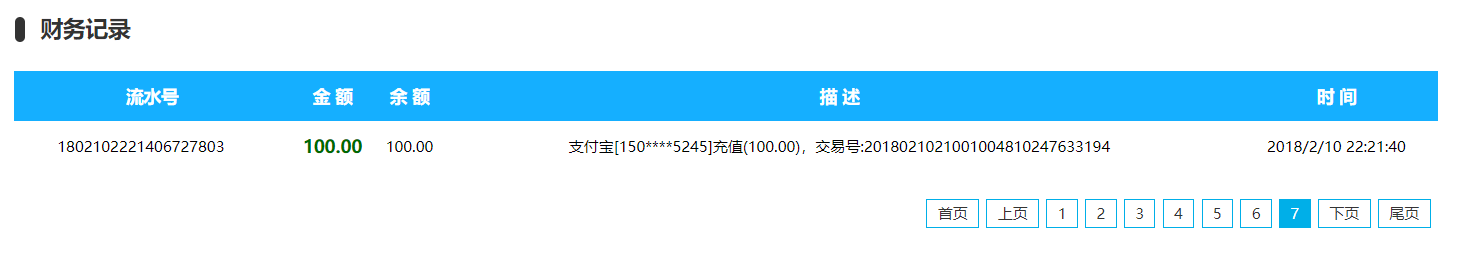 财务记录
流水号 金 额 余 额 描 述 时 间
1802102221406727803 100.00 100.00 支付宝[150****5245]充值(100.00)，交易号:2018021021001004810247633194 2018/2/10 22:21:40
首页 上页 1 2 3 4 5 6 7 下页 尾页